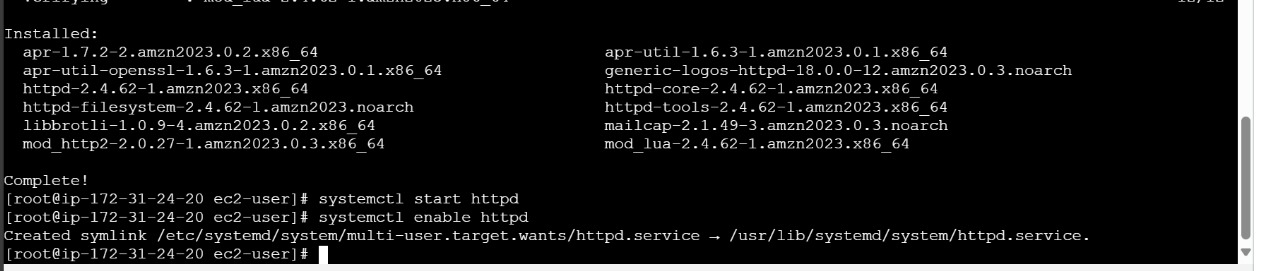 Installed:
apr-1.7.2-2.amzn2023.0.2.x86_64 apr-util-1.6.3-1.amzn2023.0.1.x86_64
apr-util-openssl-1.6.3-1.amzn2023.0.1.x86_64 generic-logos-httpd-18.0.0-12.amzn2023.0.3.noarch
httpd-2.4.62-1.amzn2023.x86_64 httpd-core-2.4.62-1.amzn2023.x86_64
httpd-filesystem-2.4.62-1.amzn2023.noarch httpd-tools-2.4.62-1.amzn2023.x86_64
libbrotli-1.0.9-4.amzn2023.0.2.x86_64 mailcap-2.1.49-3.amzn2023.0.3.noarch
mod_http2-2.0.27-1.amzn2023.0.3.x86_64 mod_lua-2.4.62-1.amzn2023.x86_64
Complete!
[root@ip-172-31-24-20 ec2-user]# systemctl start httpd
[root@ip-172-31-24-20 ec2-user]# systemctl enable httpd
Created symlink /etc/systemd/system/multi-user.target.wants/httpd.service → /usr/lib/systemd/system/httpd.service.
[root@ip-172-31-24-20 ec2-user]#